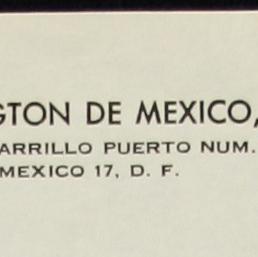 GTON DE MEXICO,
ARRILLO PUERTO NUM.
MEXICO 17, D. F.